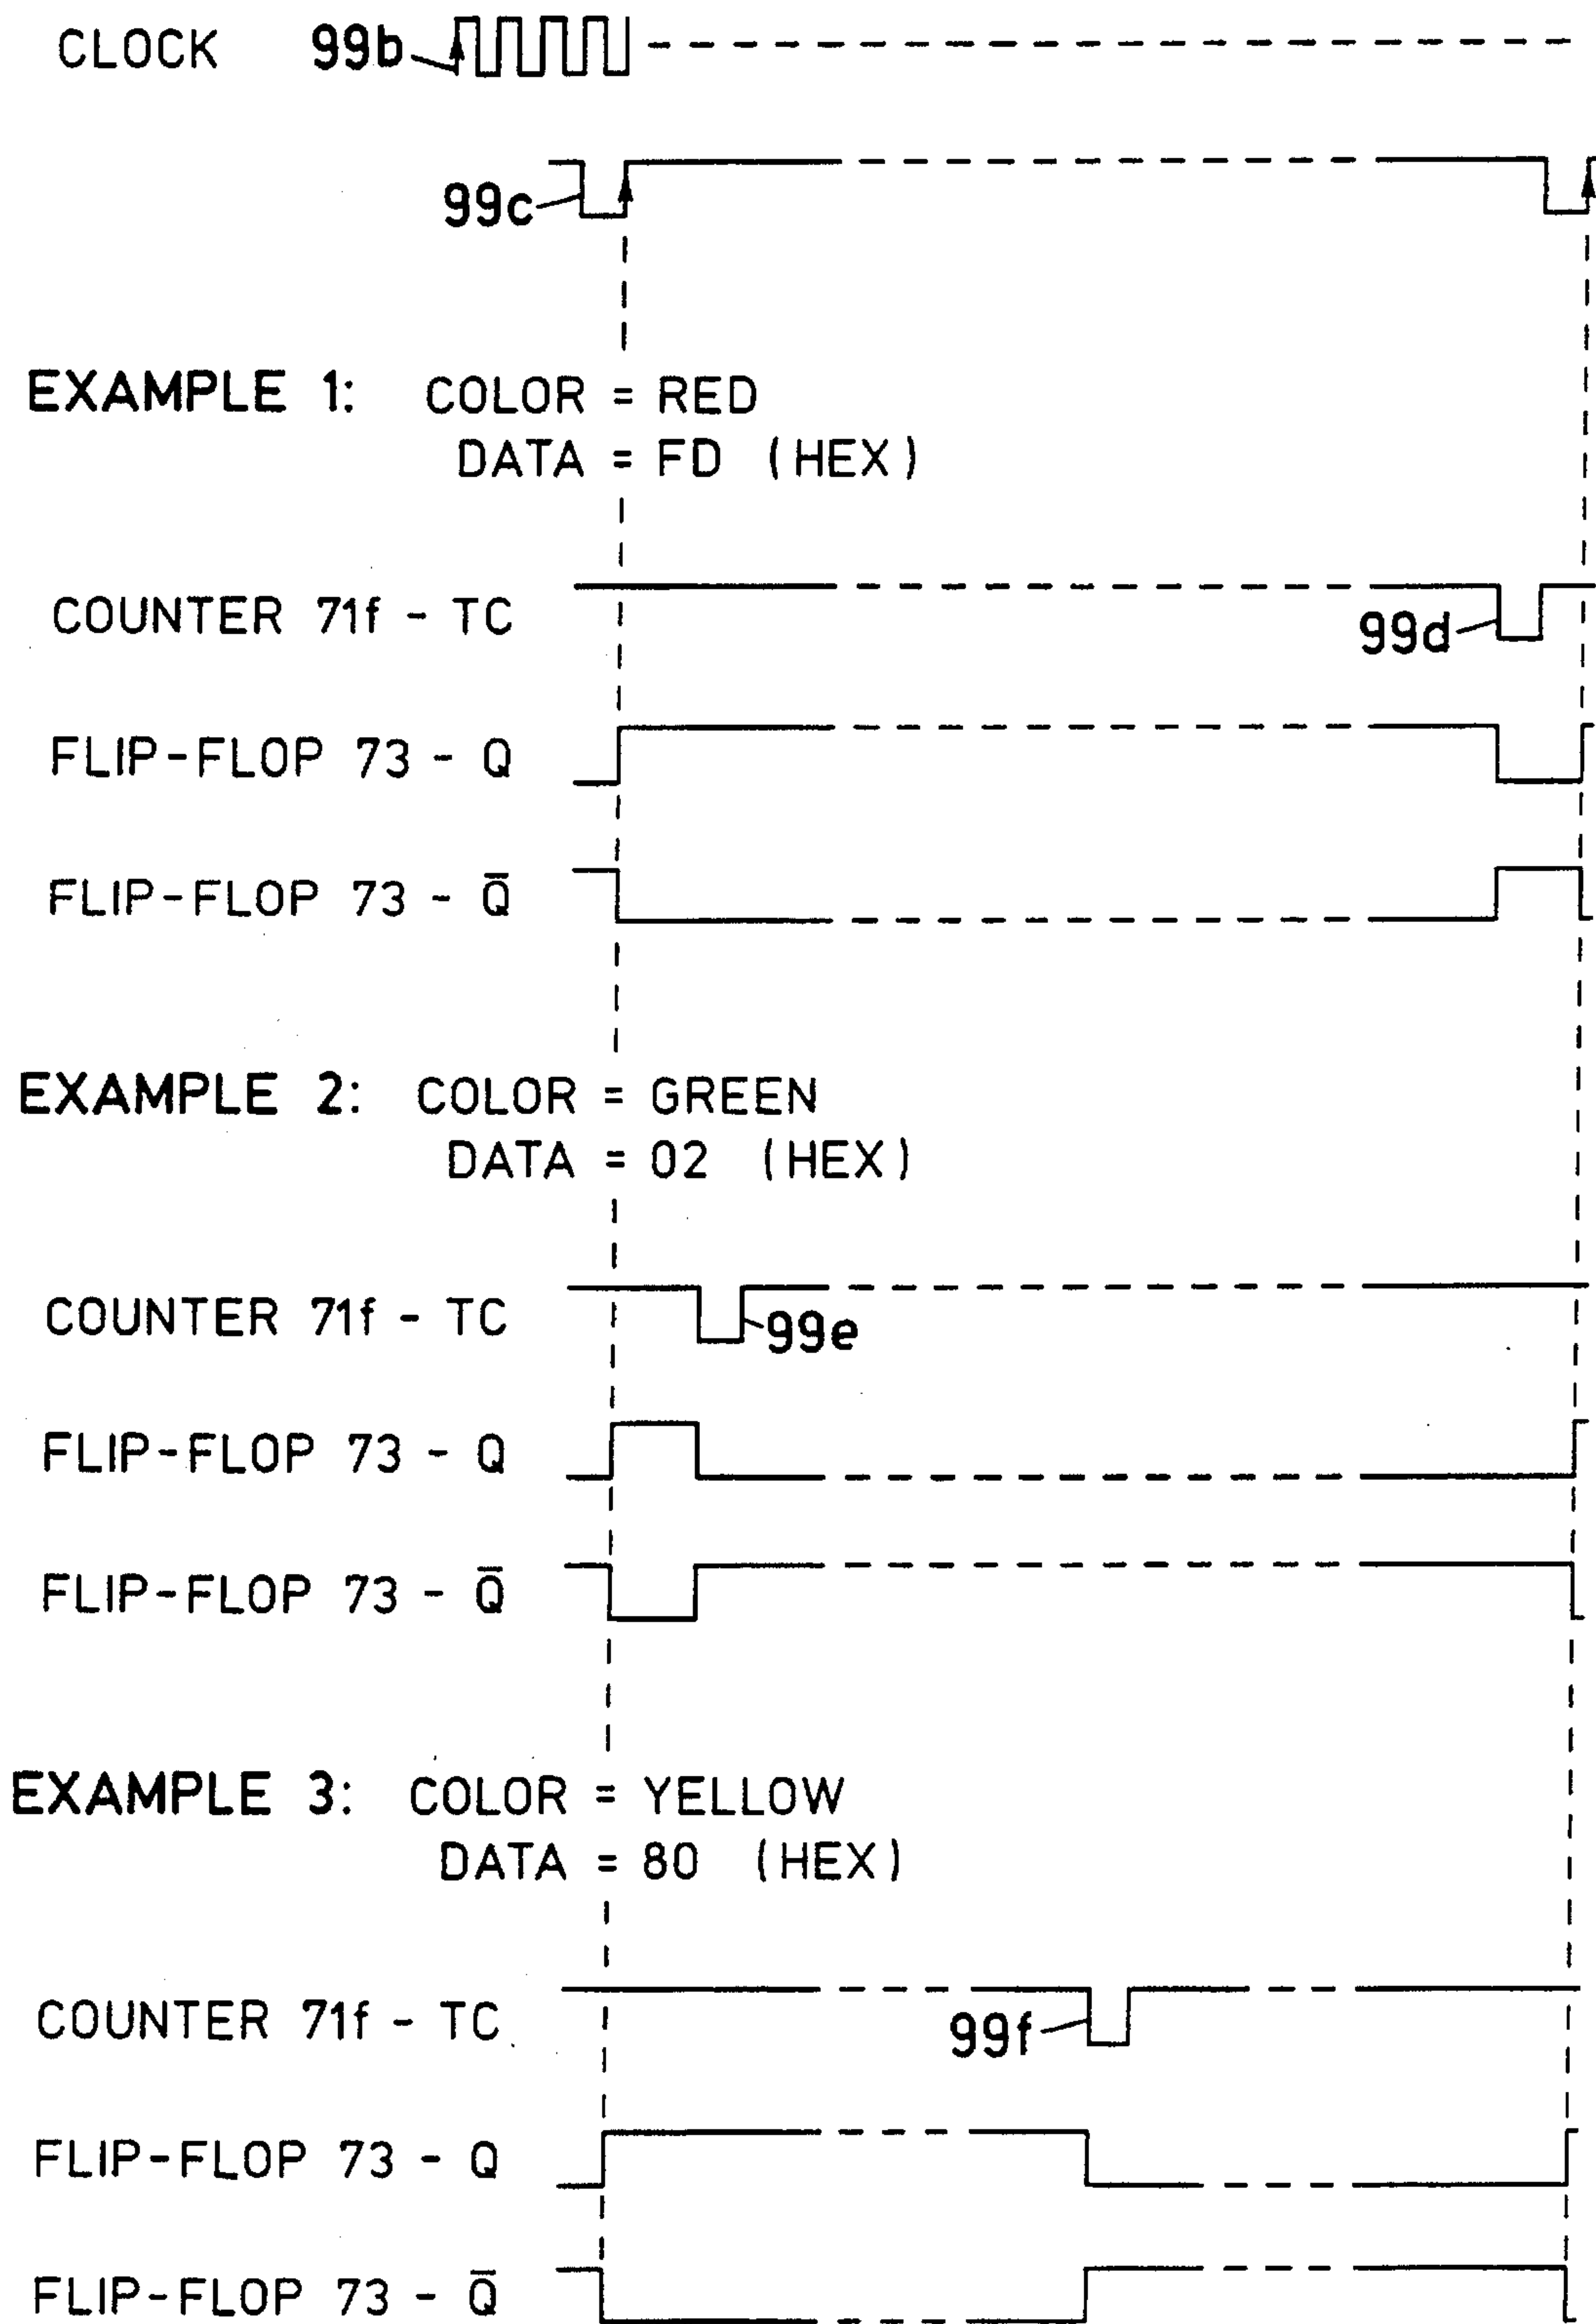 CLOCK 99b
99c
EXAMPLE 1: COLOR = RED
DATA = FD (HEX)
COUNTER 71f - TC
99d
FLIP-FLOP 73 - Q
FLIP-FLOP 73 - Q̅
EXAMPLE 2: COLOR = GREEN
DATA = 02 (HEX)
COUNTER 71f - TC
99e
FLIP-FLOP 73 - Q
FLIP-FLOP 73 - Q̅
EXAMPLE 3: COLOR = YELLOW
DATA = 80 (HEX)
COUNTER 71f - TC
99f
FLIP-FLOP 73 - Q
FLIP-FLOP 73 - Q̅